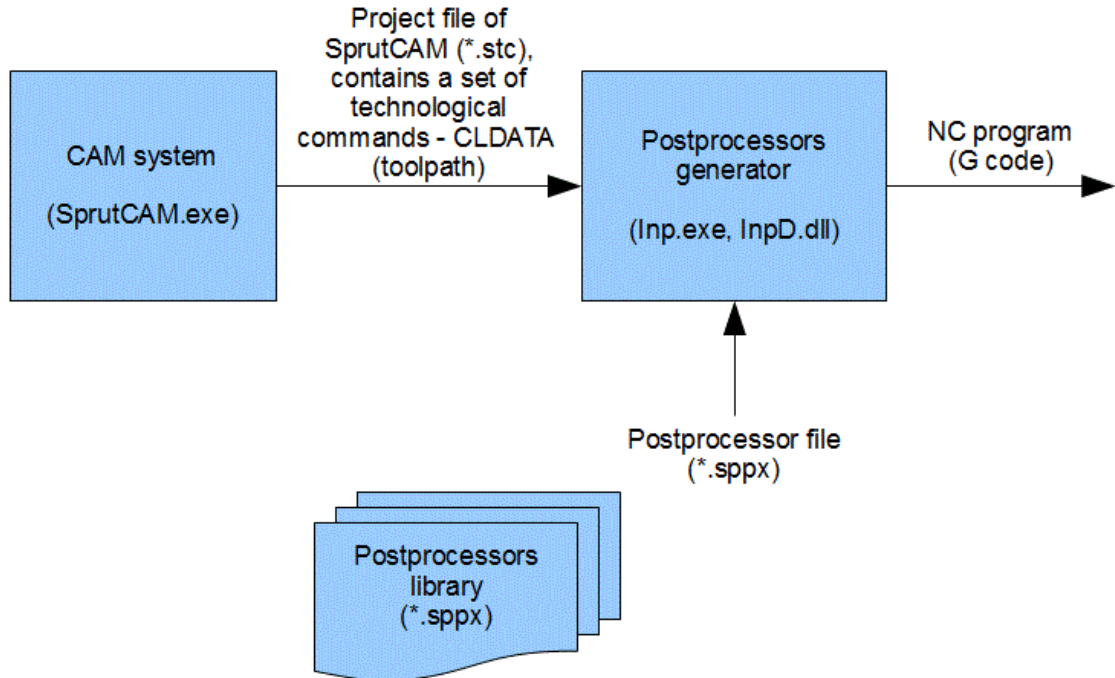 Project file of
SprutCAM (*.stc),
contains a set of
technological
commands - CLDATA
(toolpath)
CAM system
(SprutCAM.exe)
Postprocessors
generator
(Inp.exe, InpD.dll)
NC program
(G code)
Postprocessor file
(*.sppx)
Postprocessors
library
(*.sppx)